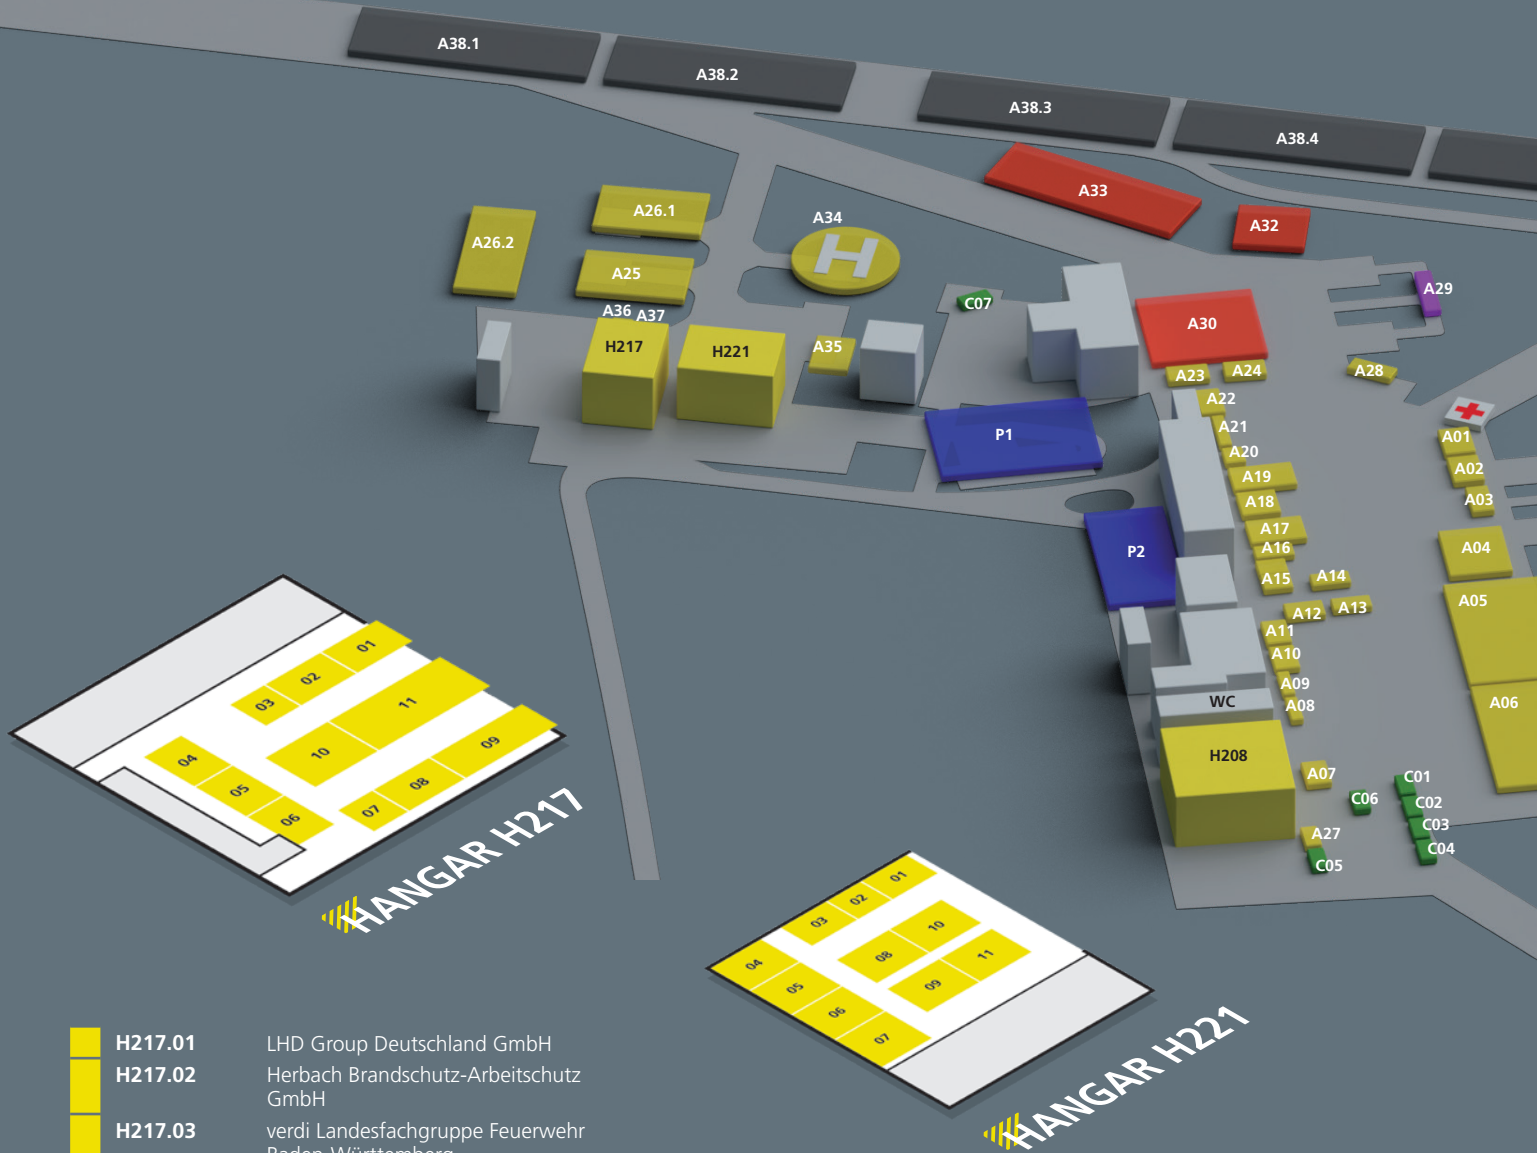 A38.1
A38.2
A38.3
A38.4
A33
A32
A26.1
A26.2
A34
H
A25
A29
C07
A36 A37
A30
H217
H221
A35
A23
A24
A28
A22
A21
A20
P1
A01
A19
A02
A18
A03
A17
A16
A04
P2
A15
A14
A05
A12
A13
A11
A10
A09
A08
WC
A06
H208
A07
C01
C06
C02
C03
A27
C04
C05
01
02
03
11
10
09
04
05
06
08
07
HANGAR H217
01
02
03
10
08
11
09
04
05
06
07
HANGAR H221
H217.01 LHD Group Deutschland GmbH
H217.02 Herbach Brandschutz-Arbeitschutz
GmbH
H217.03 verdi Landesfachgruppe Feuerwehr
Baden-Württemberg